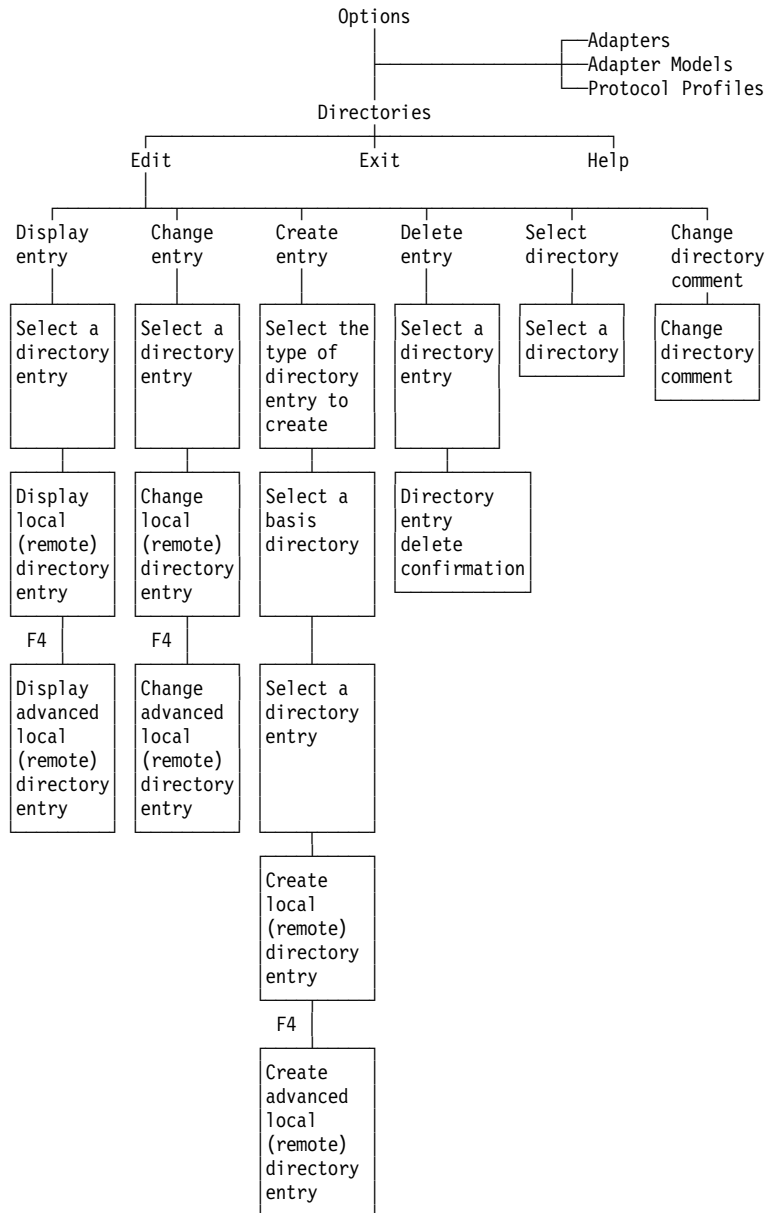 Options
Adapters
Adapter Models
Protocol Profiles
Directories
Edit
Exit
Help
Display
entry
Change
entry
Create
entry
Delete
entry
Select
directory
Change
directory
comment
Select a
directory
entry
Select a
directory
entry
Select the
type of
directory
entry to
create
Select a
directory
entry
Select a
directory
Change
directory
comment
Display
local
(remote)
directory
entry
Change
local
(remote)
directory
entry
Select a
basis
directory
Directory
entry
delete
confirmation
F4
F4
Display
advanced
local
(remote)
directory
entry
Change
advanced
local
(remote)
directory
entry
Select a
directory
entry
Create
local
(remote)
directory
entry
F4
Create
advanced
local
(remote)
directory
entry